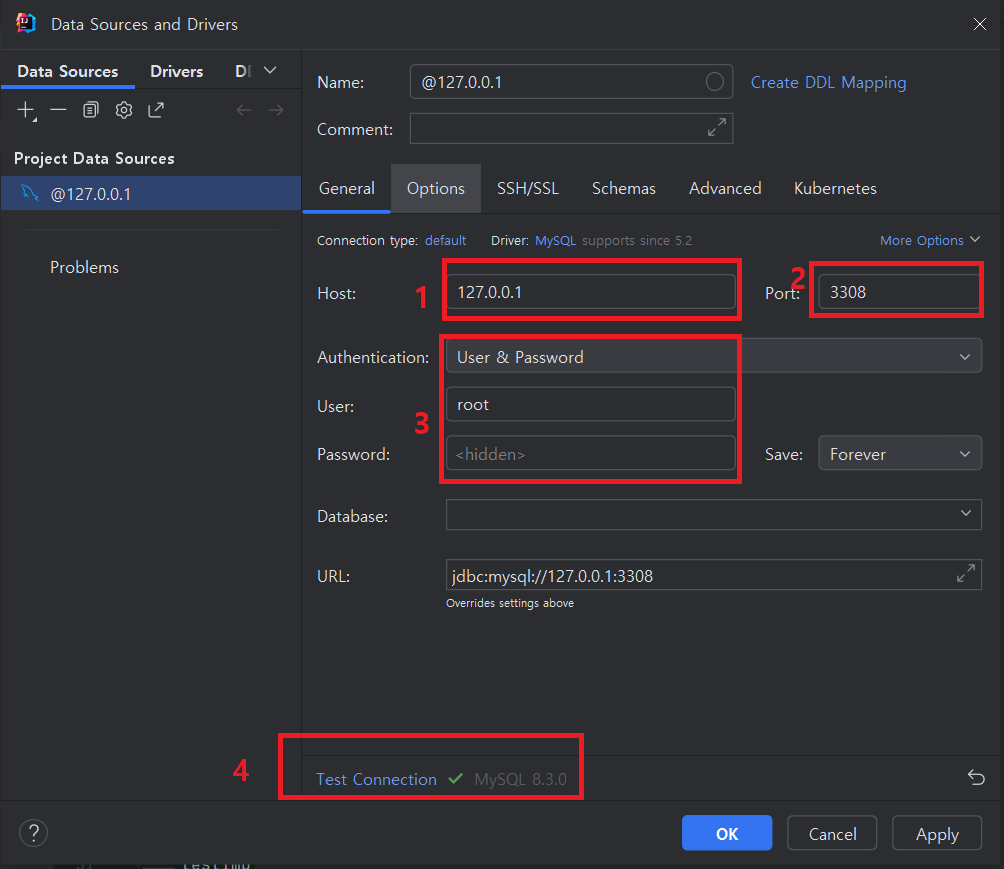 Data Sources and Drivers
Data Sources Drivers
Project Data Sources
@127.0.0.1
Problems
Name: @127.0.0.1 Create DDL Mapping
Comment:
General Options SSH/SSL Schemas Advanced Kubernetes
Connection type: default Driver: MySQL supports since 5.2 More Options
Host: 1 127.0.0.1 Port: 2 3308
Authentication: User & Password
User: root
3
Password: <hidden> Save: Forever
Database:
URL: jdbc:mysql://127.0.0.1:3308
Overrides settings above
4 Test Connection MySQL 8.3.0
? OK Cancel Apply